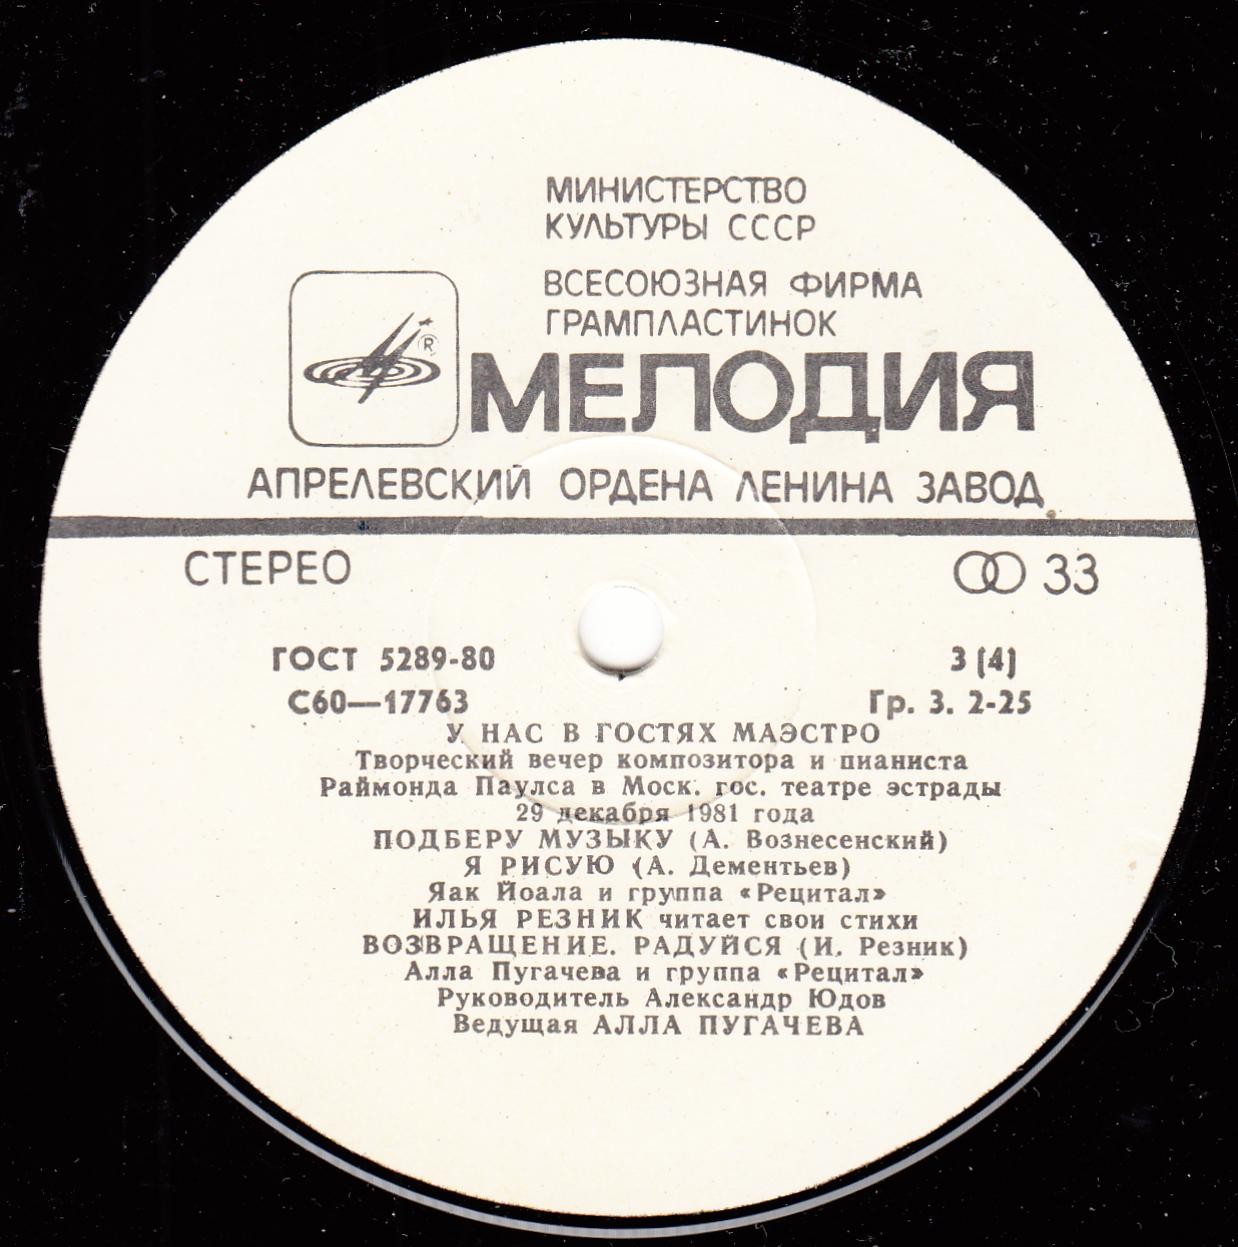 МИНИСТЕРСТВО
КУЛЬТУРЫ СССР
ВСЕСОЮЗНАЯ ФИРМА
ГРАМПЛАСТИНОК
®
МЕЛОДИЯ
АПРЕЛЕВСКИЙ ОРДЕНА ЛЕНИНА ЗАВОД
СТЕРЕО 33
ГОСТ 5289-80 3 (4)
С60—17763 Гр. 3. 2-25
У НАС В ГОСТЯХ МАЭСТРО
Творческий вечер композитора и пианиста
Раймонда Паулса в Моск. гос. театре эстрады
29 декабря 1981 года
ПОДБЕРУ МУЗЫКУ (А. Вознесенский)
Я РИСУЮ (А. Дементьев)
Яак Йоала и группа «Рецитал»
ИЛЬЯ РЕЗНИК читает свои стихи
ВОЗВРАЩЕНИЕ. РАДУЙСЯ (И. Резник)
Алла Пугачева и группа «Рецитал»
Руководитель Александр Юдов
Ведущая АЛЛА ПУГАЧЕВА